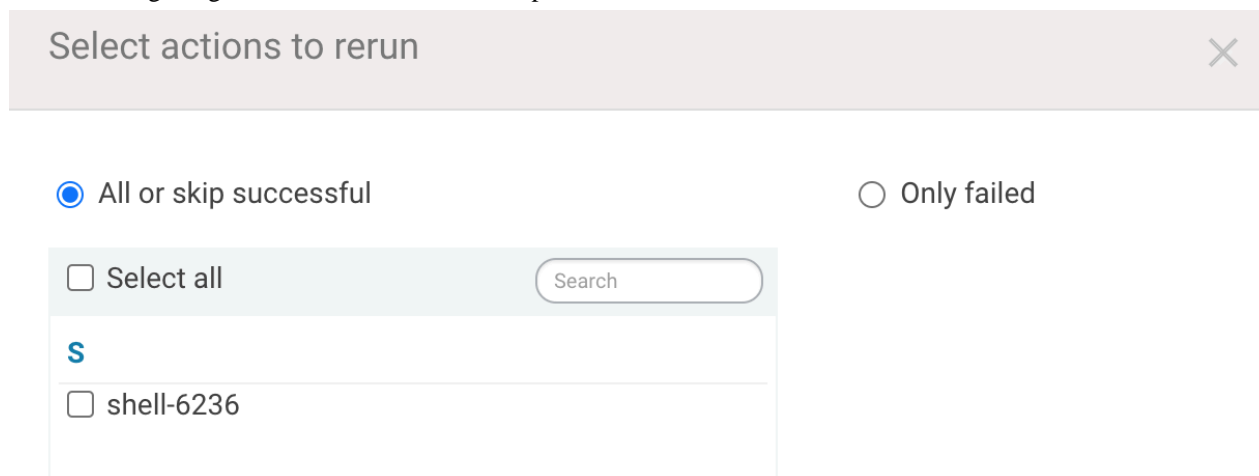 Select actions to rerun
All or skip successful
Only failed
Select all
Search
S
shell-6236